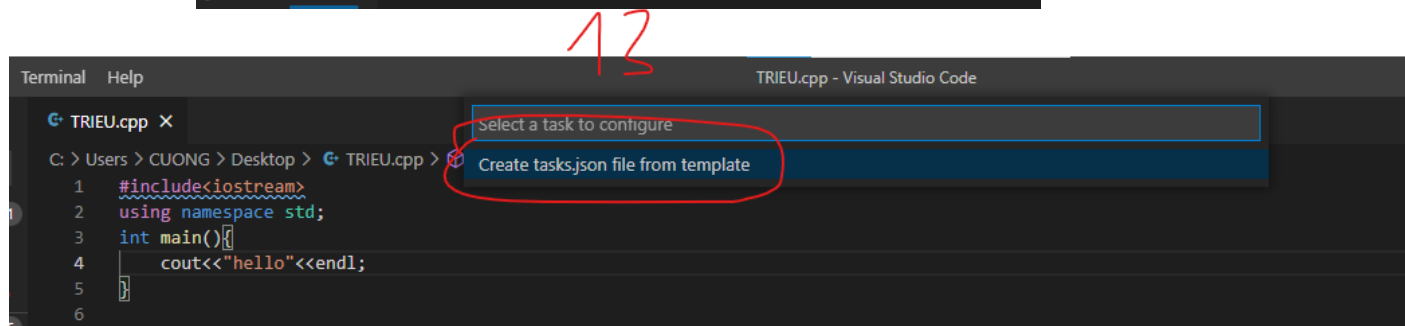 13
Terminal Help TRIEU.cpp - Visual Studio Code
TRIEU.cpp
Select a task to configure
C: > Users > CUONG > Desktop > TRIEU.cpp >
Create tasks.json file from template
1 #include<iostream>
2 using namespace std;
3 int main(){
4 cout<<"hello"<<endl;
5 }
6